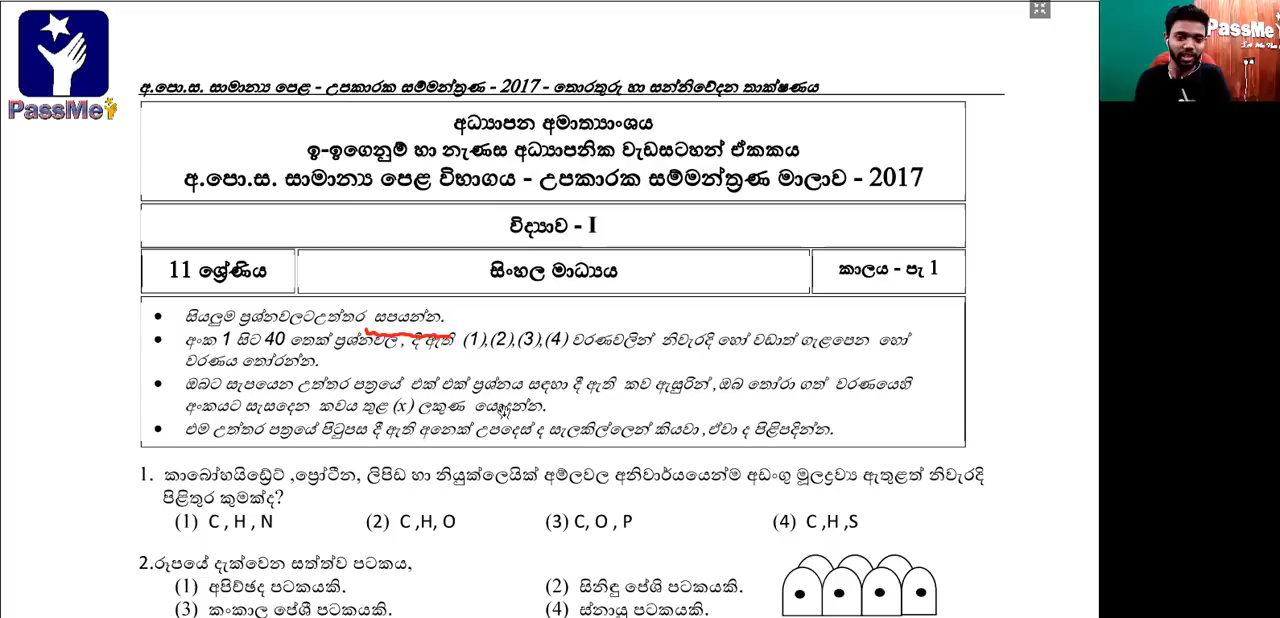 PassMe
PassMe
අ.පො.ස. සාමාන්‍ය පෙළ - උපකාරක සම්මන්ත්‍රණ - 2017 - තොරතුරු හා සන්නිවේදන තාක්ෂණය
අධ්‍යාපන අමාත්‍යාංශය
ඉ-ඉගෙනුම් හා නැණස අධ්‍යාපනික වැඩසටහන් ඒකකය
අ.පො.ස. සාමාන්‍ය පෙළ විභාගය - උපකාරක සම්මන්ත්‍රණ මාලාව - 2017
විද්‍යාව - I
11 ශ්‍රේණිය
සිංහල මාධ්‍යය
කාලය - පැ 1
• සියලුම ප්‍රශ්නවලටඋත්තර සපයන්න.
• අංක 1 සිට 40 තෙක් ප්‍රශ්නවල, දී ඇති (1),(2),(3),(4) වරණවලින් නිවැරදි හෝ වඩාත් ගැළපෙන හෝ
වරණය තෝරන්න.
• ඔබට සැපයෙන උත්තර පත්‍රයේ එක් එක් ප්‍රශ්නය සඳහා දී ඇති කව ඇසුරින් ,ඔබ තෝරා ගත් වරණයෙහි
අංකයට සැසදෙන කවය තුළ (x) ලකුණ යොදන්න.
• එම උත්තර පත්‍රයේ පිටුපස දී ඇති අනෙක් උපදෙස් ද සැලකිල්ලෙන් කියවා ,ඒවා ද පිළිපදින්න.
1. කාබෝහයිඩ්‍රේට් ,ප්‍රෝටීන, ලිපිඩ හා නියුක්ලෙයික් අම්ලවල අනිවාර්යයෙන්ම අඩංගු මූලද්‍රව්‍ය ඇතුළත් නිවැරදි
පිළිතුර කුමක්ද?
(1) C , H , N (2) C ,H, O (3) C, O , P (4) C ,H ,S
2.රූපයේ දැක්වෙන සත්ත්ව පටකය,
(1) අපිච්ඡද පටකයකි. (2) සිනිඳු පේශි පටකයකි.
(3) කංකාල පේශී පටකයකි. (4) ස්නායු පටකයකි.